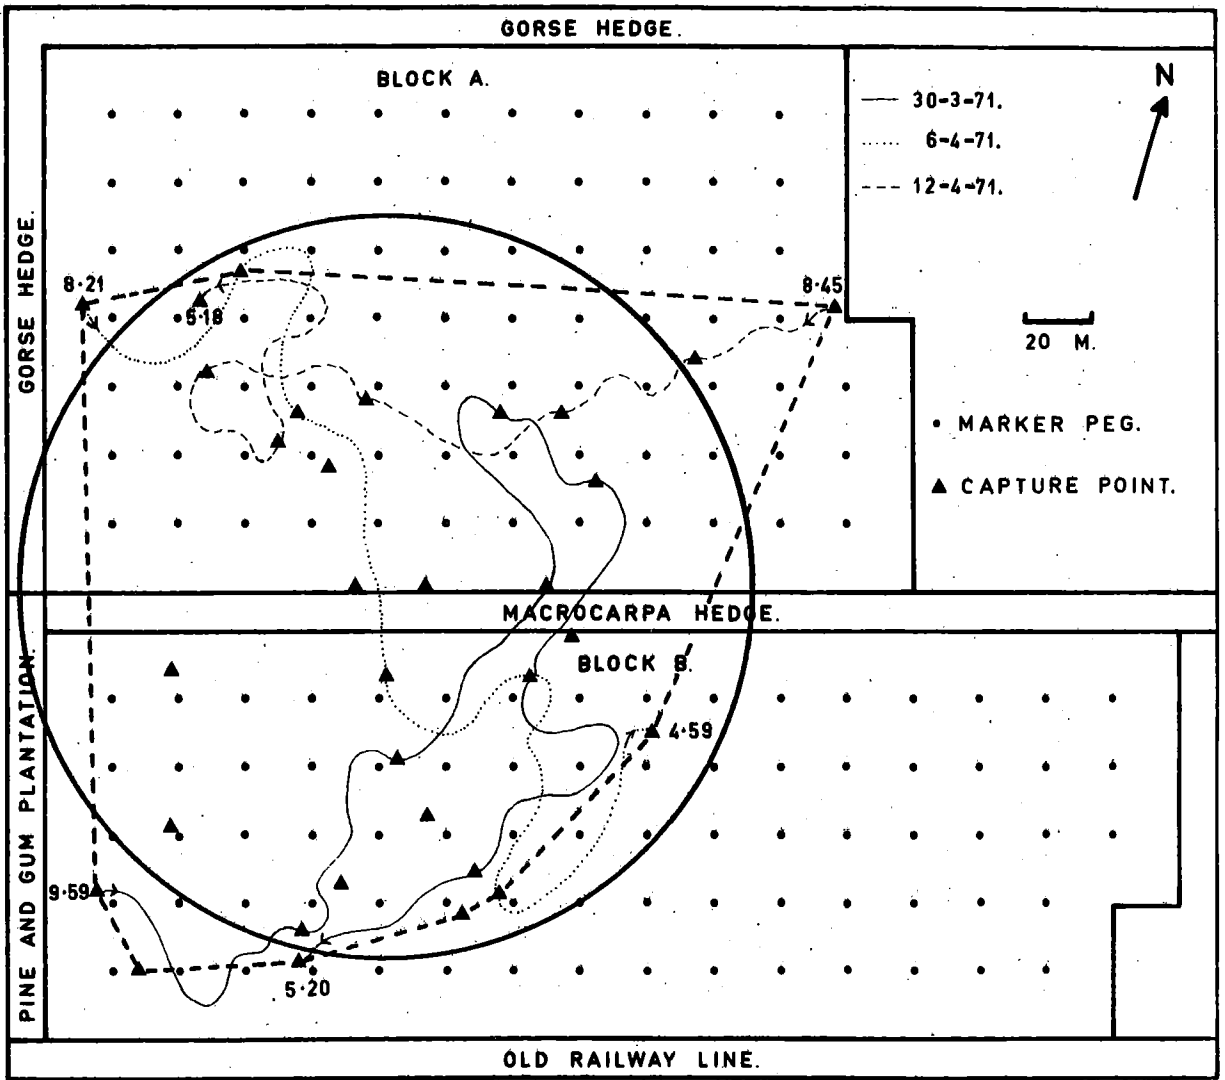 GORSE HEDGE.
BLOCK A.
N
30-3-71.
6-4-71.
12-4-71.
GORSE HEDGE.
8·21
5·18
8·45
20 M.
MARKER PEG.
CAPTURE POINT.
MACROCARPA HEDGE.
BLOCK B.
4·59
PINE AND GUM PLANTATION.
9·59
5·20
OLD RAILWAY LINE.